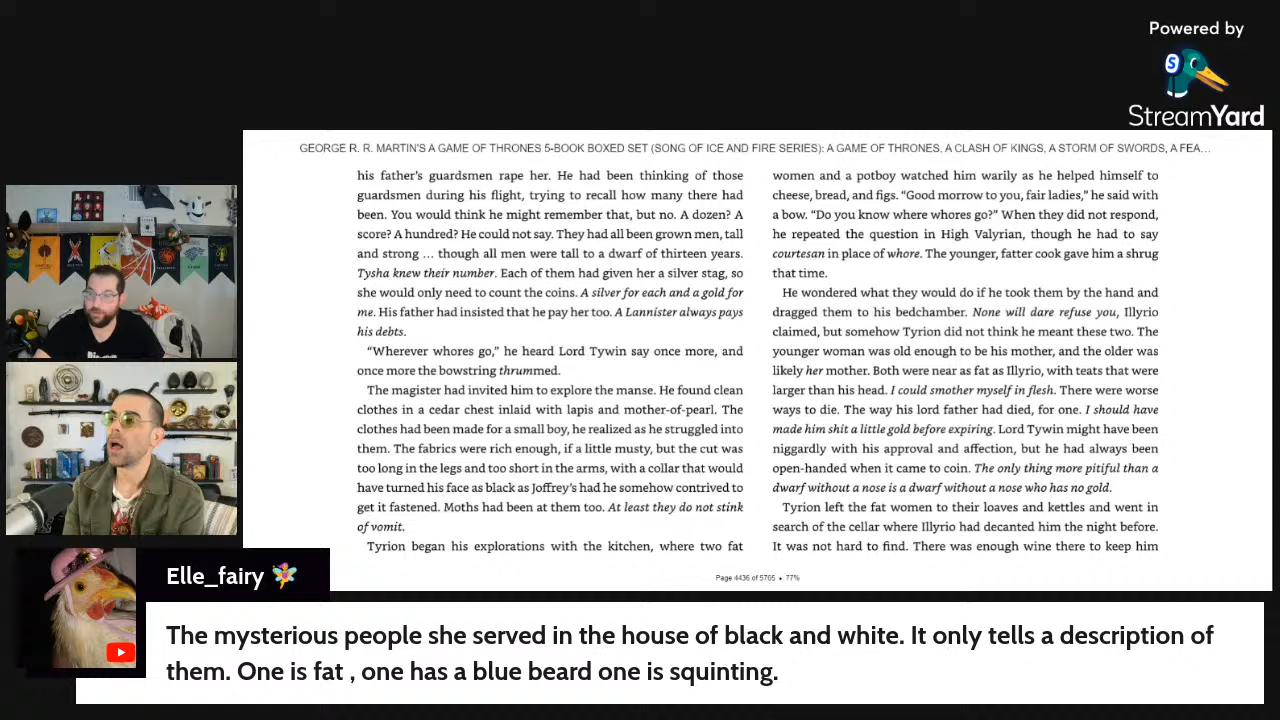 Powered by
StreamYard
GEORGE R. R. MARTIN'S A GAME OF THRONES 5-BOOK BOXED SET (SONG OF ICE AND FIRE SERIES): A GAME OF THRONES, A CLASH OF KINGS, A STORM OF SWORDS, A FEA...
his father's guardsmen rape her. He had been thinking of those
guardsmen during his flight, trying to recall how many there had
been. You would think he might remember that, but no. A dozen? A
score? A hundred? He could not say. They had all been grown men, tall
and strong … though all men were tall to a dwarf of thirteen years.
Tysha knew their number. Each of them had given her a silver stag, so
she would only need to count the coins. A silver for each and a gold for
me. His father had insisted that he pay her too. A Lannister always pays
his debts.
“Wherever whores go,” he heard Lord Tywin say once more, and
once more the bowstring thrummed.
The magister had invited him to explore the manse. He found clean
clothes in a cedar chest inlaid with lapis and mother-of-pearl. The
clothes had been made for a small boy, he realized as he struggled into
them. The fabrics were rich enough, if a little musty, but the cut was
too long in the legs and too short in the arms, with a collar that would
have turned his face as black as Joffrey's had he somehow contrived to
get it fastened. Moths had been at them too. At least they do not stink
of vomit.
Tyrion began his explorations with the kitchen, where two fat
women and a potboy watched him warily as he helped himself to
cheese, bread, and figs. “Good morrow to you, fair ladies,” he said with
a bow. “Do you know where whores go?” When they did not respond,
he repeated the question in High Valyrian, though he had to say
courtesan in place of whore. The younger, fatter cook gave him a shrug
that time.
He wondered what they would do if he took them by the hand and
dragged them to his bedchamber. None will dare refuse you, Illyrio
claimed, but somehow Tyrion did not think he meant these two. The
younger woman was old enough to be his mother, and the older was
likely her mother. Both were near as fat as Illyrio, with teats that were
larger than his head. I could smother myself in flesh. There were worse
ways to die. The way his lord father had died, for one. I should have
made him shit a little gold before expiring. Lord Tywin might have been
niggardly with his approval and affection, but he had always been
open-handed when it came to coin. The only thing more pitiful than a
dwarf without a nose is a dwarf without a nose who has no gold.
Tyrion left the fat women to their loaves and kettles and went in
search of the cellar where Illyrio had decanted him the night before.
It was not hard to find. There was enough wine there to keep him
Page 4436 of 5765 • 77%
Elle_fairy 🧚
The mysterious people she served in the house of black and white. It only tells a description of
them. One is fat , one has a blue beard one is squinting.